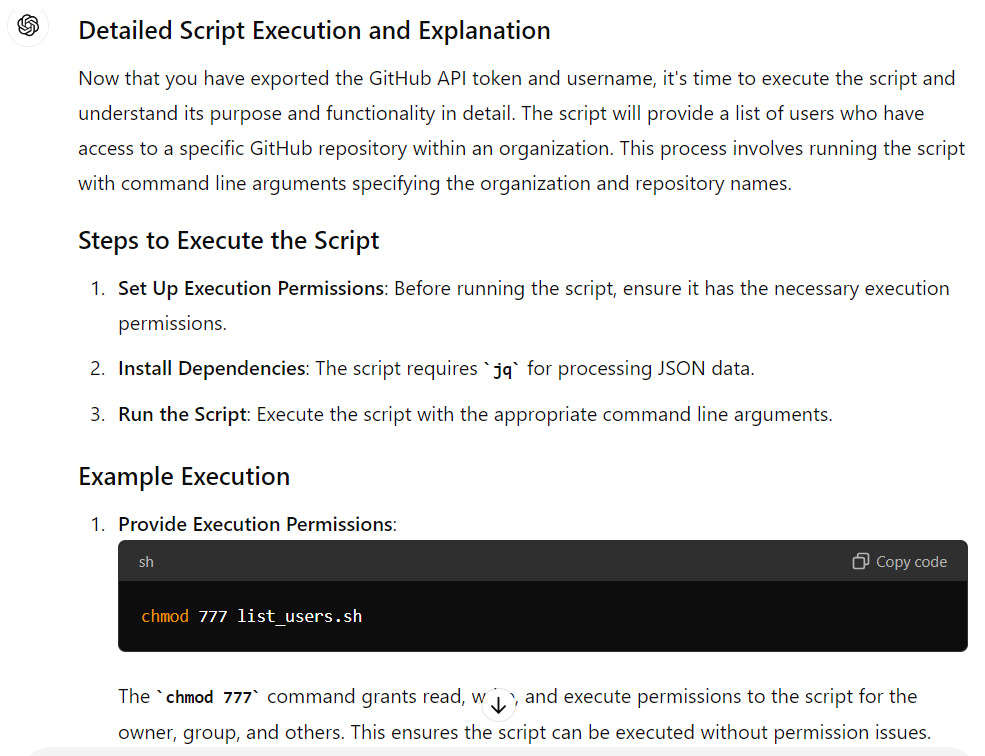 Detailed Script Execution and Explanation
Now that you have exported the GitHub API token and username, it's time to execute the script and
understand its purpose and functionality in detail. The script will provide a list of users who have
access to a specific GitHub repository within an organization. This process involves running the script
with command line arguments specifying the organization and repository names.
Steps to Execute the Script
1. Set Up Execution Permissions: Before running the script, ensure it has the necessary execution
permissions.
2. Install Dependencies: The script requires `jq` for processing JSON data.
3. Run the Script: Execute the script with the appropriate command line arguments.
Example Execution
1. Provide Execution Permissions:
sh
Copy code
chmod 777 list_users.sh
The `chmod 777` command grants read, and execute permissions to the script for the
owner, group, and others. This ensures the script can be executed without permission issues.